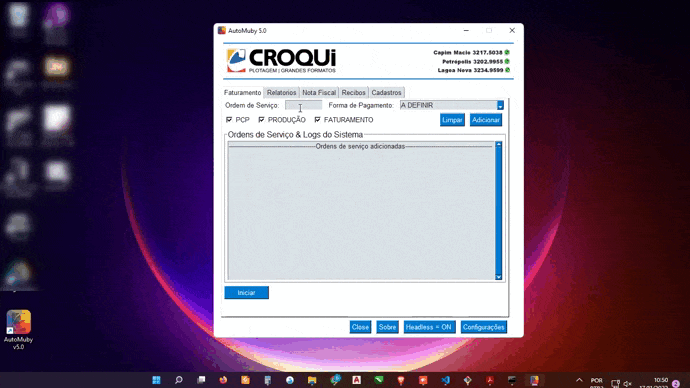 AutoMuby 5.0
CROQUi
PLOTAGEM | GRANDES FORMATOS
Capim Macio 3217.5038
Petrópolis 3202.9955
Lagoa Nova 3234.9599
Faturamento Relatorios Nota Fiscal Recibos Cadastros
Ordem de Serviço: Forma de Pagamento: A DEFINIR
PCP PRODUÇÃO FATURAMENTO Limpar Adicionar
Ordens de Serviço & Logs do Sistema
Ordens de serviço adicionadas
Iniciar
Close Sobre Headless = ON Configurações
AutoMuby
v5.0
POR
10:50
2